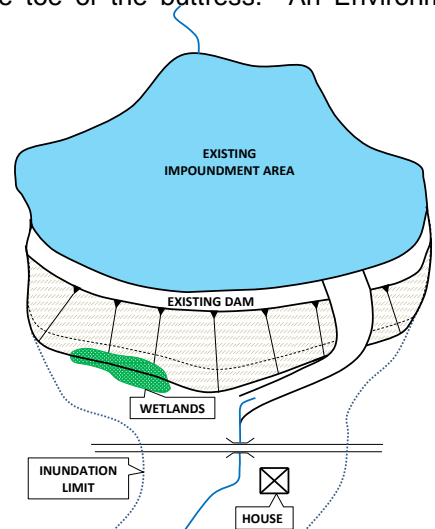 e toe of the buttress. An Environm
EXISTING
IMPOUNDMENT AREA
EXISTING DAM
WETLANDS
INUNDATION
LIMIT
HOUSE